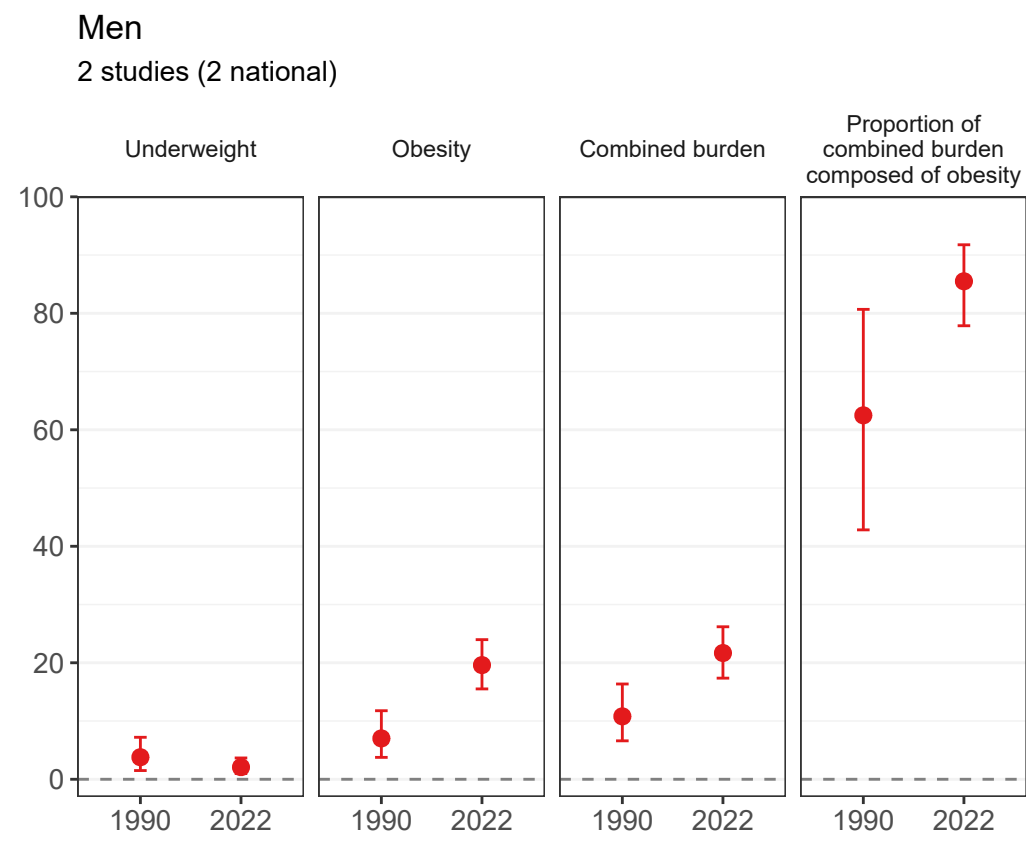 Men
2 studies (2 national)
Underweight
Obesity
Combined burden
Proportion of
combined burden
composed of obesity
100
80
60
40
20
0
1990 2022
1990 2022
1990 2022
1990 2022